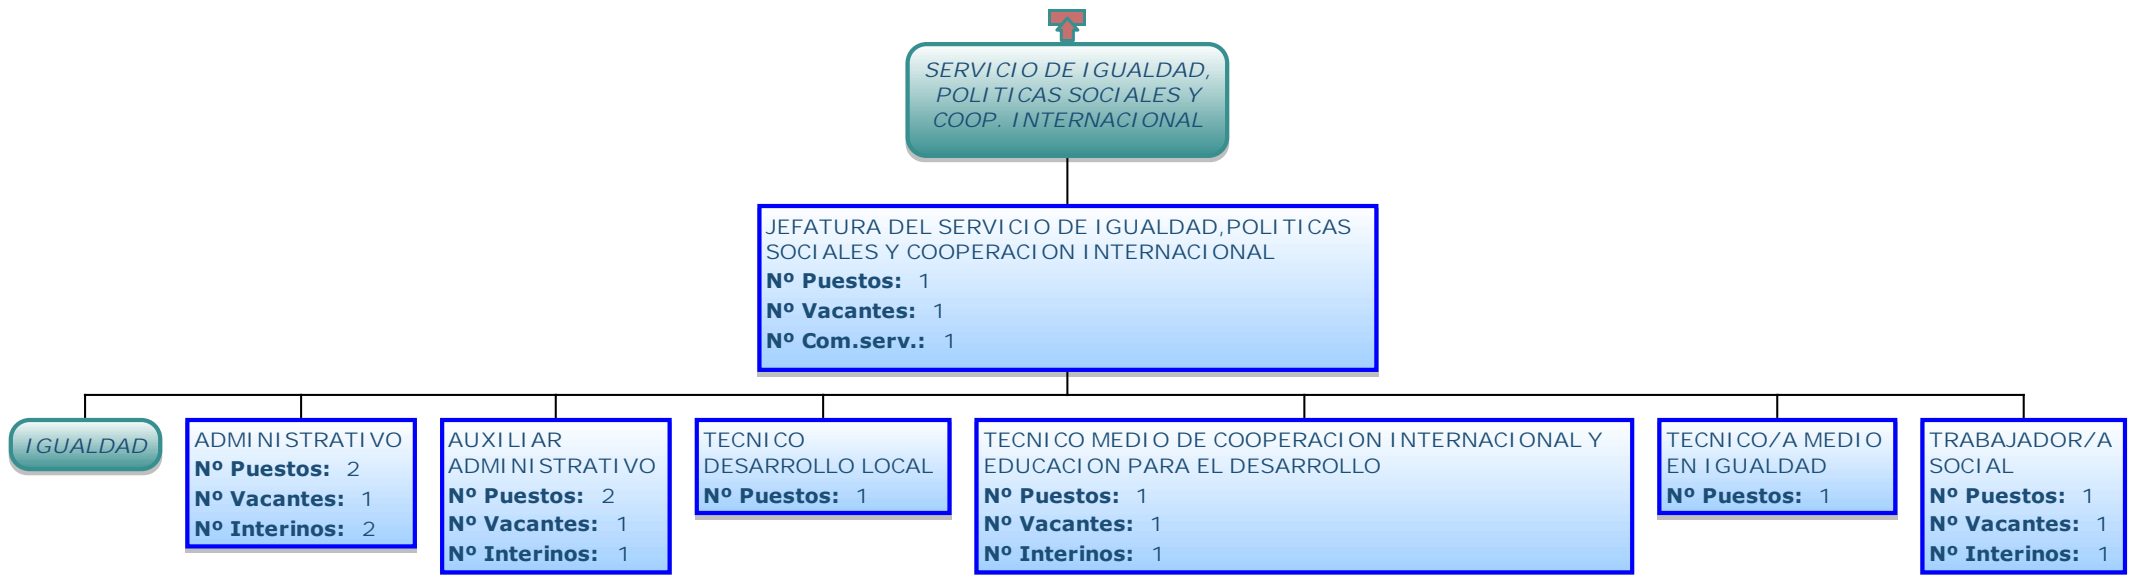 SERVICIO DE IGUALDAD,
POLITICAS SOCIALES Y
COOP. INTERNACIONAL
JEFATURA DEL SERVICIO DE IGUALDAD,POLITICAS
SOCIALES Y COOPERACION INTERNACIONAL
Nº Puestos: 1
Nº Vacantes: 1
Nº Com.serv.: 1
IGUALDAD
ADMINISTRATIVO
Nº Puestos: 2
Nº Vacantes: 1
Nº Interinos: 2
AUXILIAR
ADMINISTRATIVO
Nº Puestos: 2
Nº Vacantes: 1
Nº Interinos: 1
TECNICO
DESARROLLO LOCAL
Nº Puestos: 1
TECNICO MEDIO DE COOPERACION INTERNACIONAL Y
EDUCACION PARA EL DESARROLLO
Nº Puestos: 1
Nº Vacantes: 1
Nº Interinos: 1
TECNICO/A MEDIO
EN IGUALDAD
Nº Puestos: 1
TRABAJADOR/A
SOCIAL
Nº Puestos: 1
Nº Vacantes: 1
Nº Interinos: 1